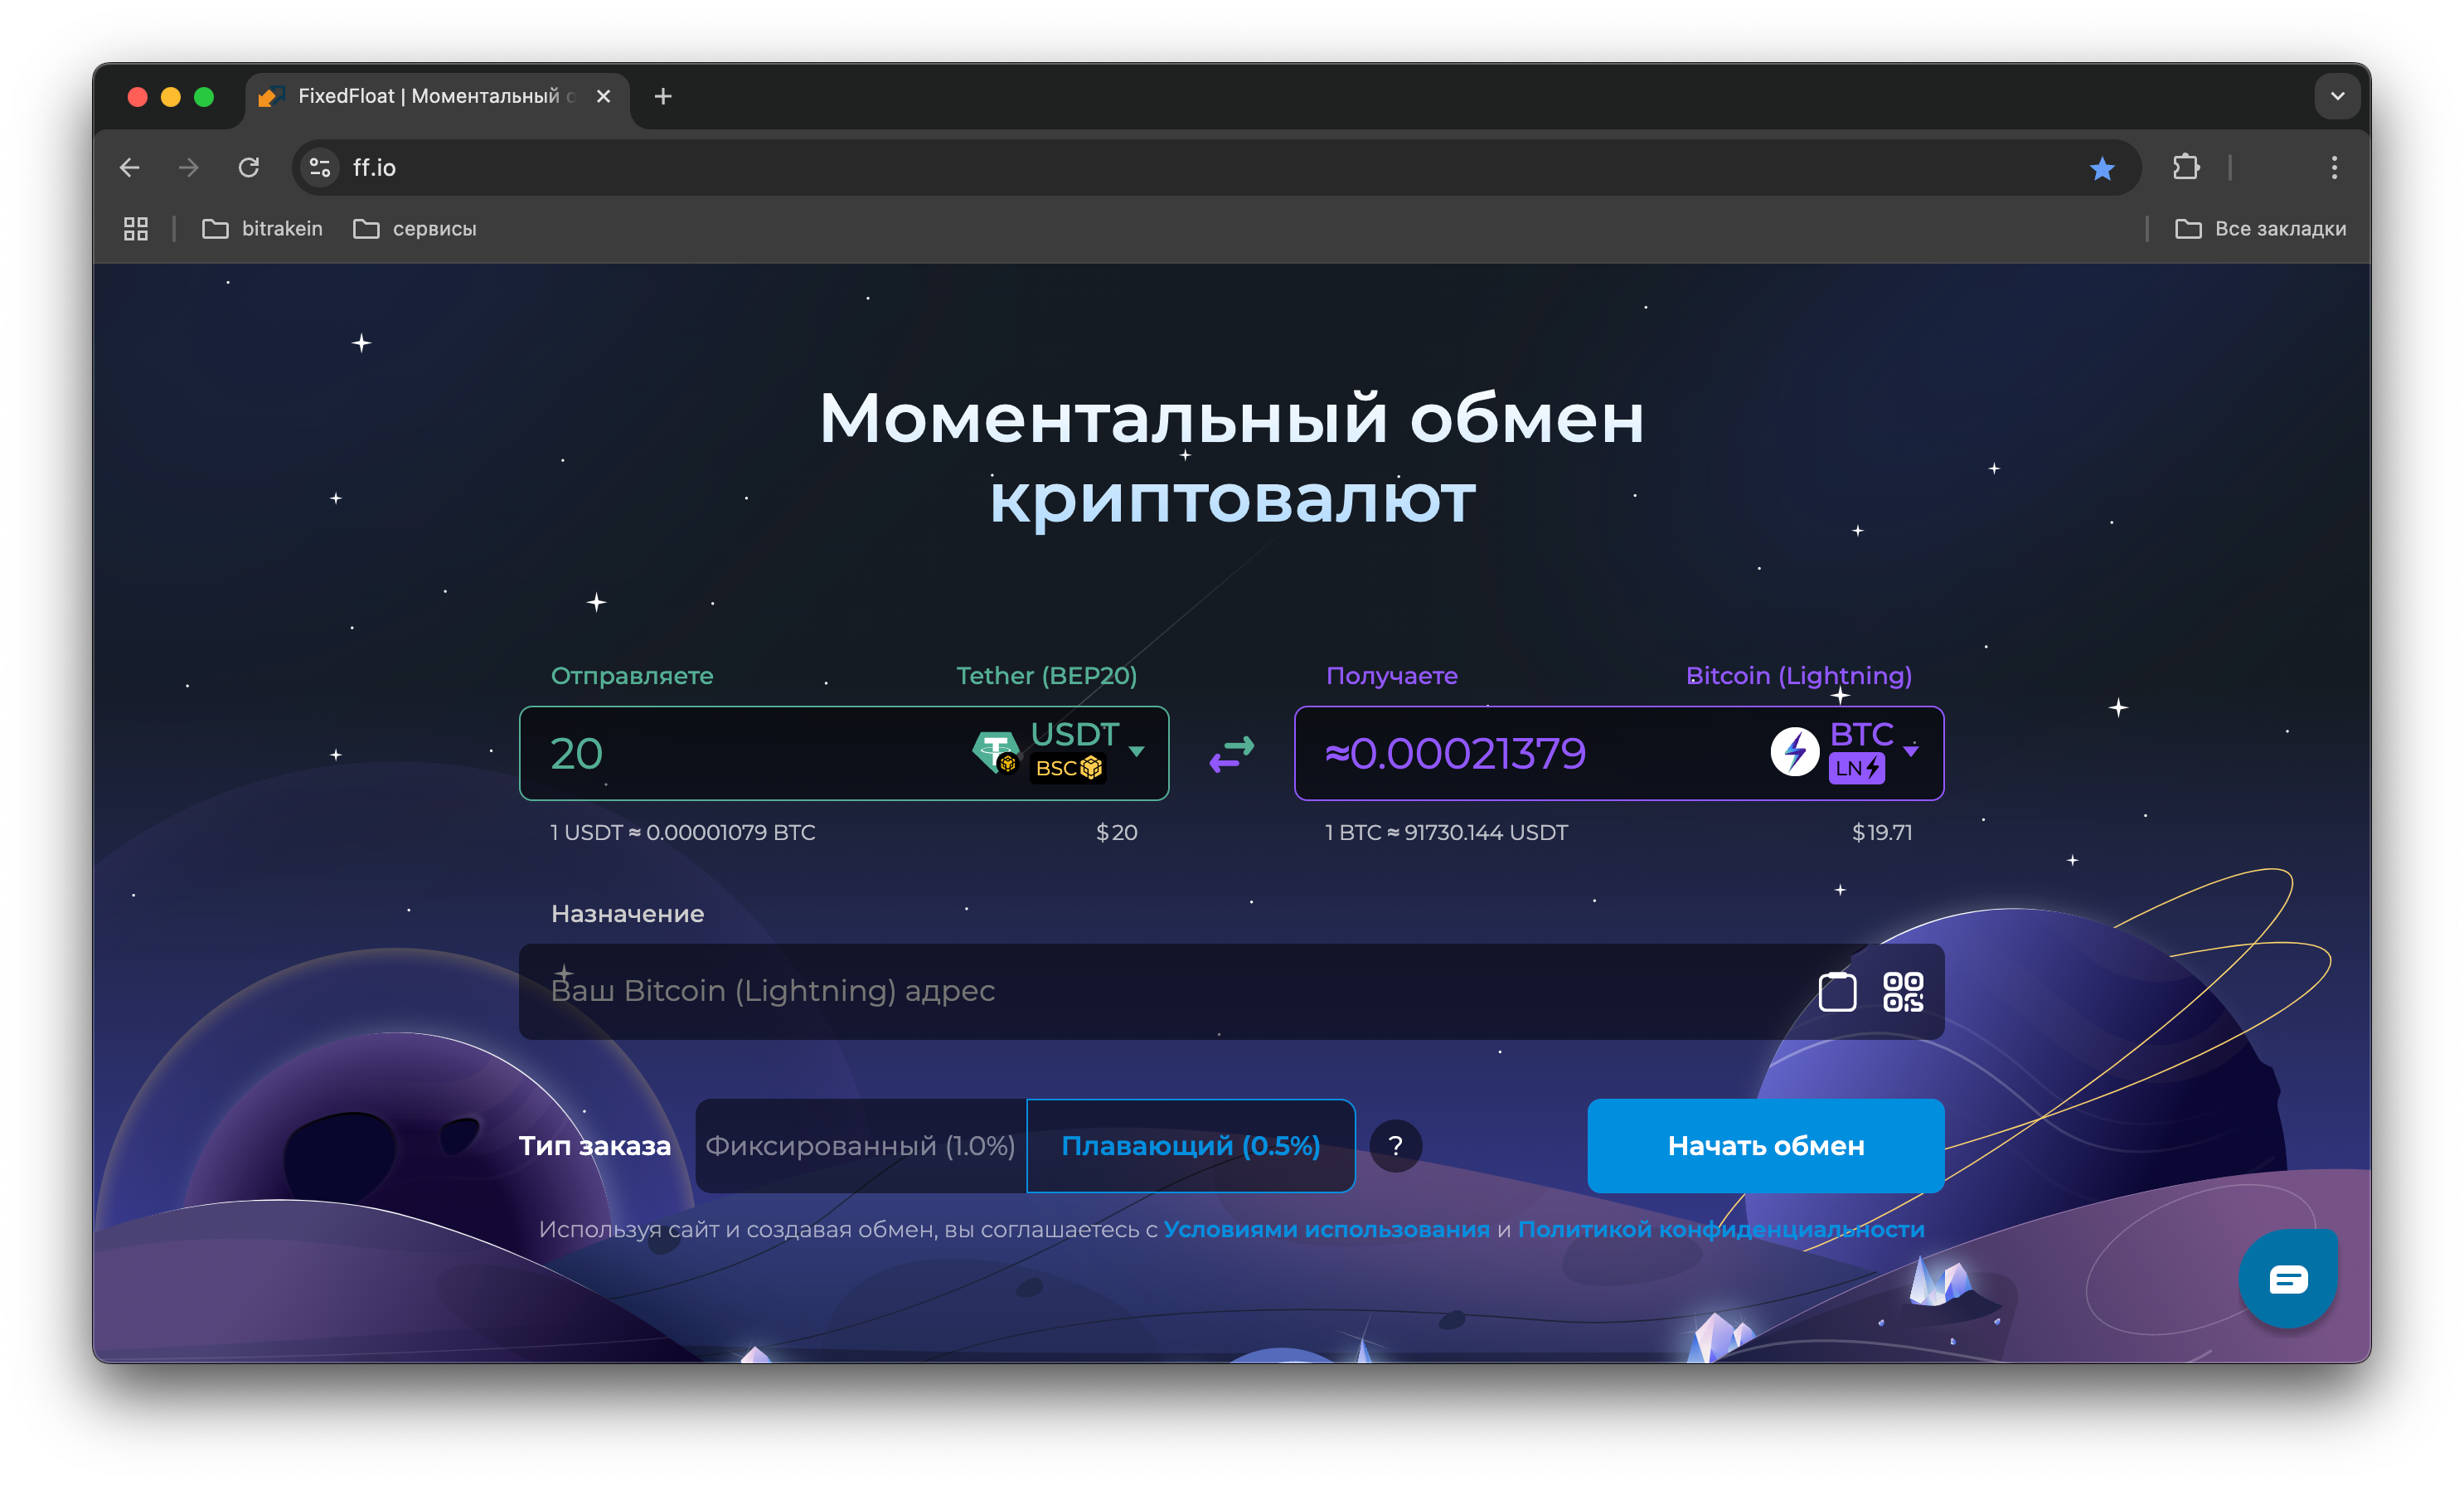 FixedFloat | Моментальный о
ff.io
bitrakein
сервисы
Все закладки
Моментальный обмен
криптовалют
Отправляете
Tether (BEP20)
Получаете
Bitcoin (Lightning)
20
USDT
BSC
≈0.00021379
BTC
LN
1 USDT ≈ 0.00001079 BTC
$20
1 BTC ≈ 91730.144 USDT
$19.71
Назначение
Ваш Bitcoin (Lightning) адрес
Тип заказа
Фиксированный (1.0%)
Плавающий (0.5%)
?
Начать обмен
Используя сайт и создавая обмен, вы соглашаетесь с Условиями использования и Политикой конфиденциальности